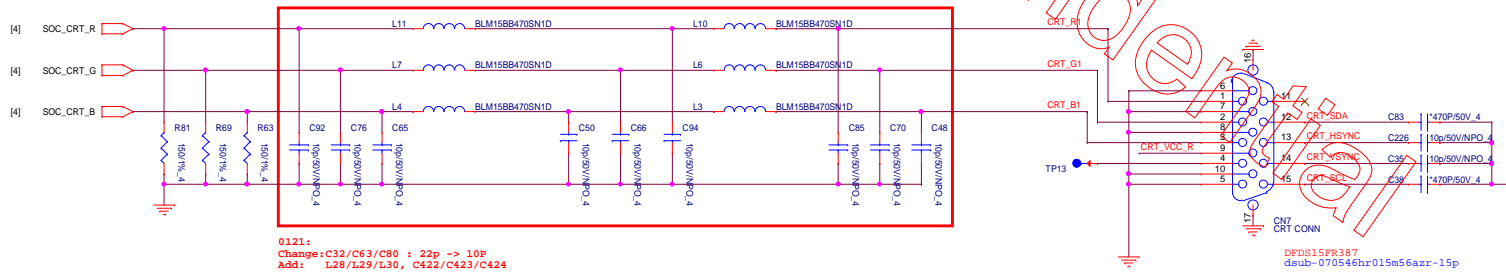 [4] SOC_CRT_R L11 BLM15BB470SN1D L10 BLM15BB470SN1D CRT_R1
[4] SOC_CRT_G L7 BLM15BB470SN1D L6 BLM15BB470SN1D CRT_G1
[4] SOC_CRT_B L4 BLM15BB470SN1D L3 BLM15BB470SN1D CRT_B1
R81 R69 R63 C92 C76 C65 C50 C66 C94 C85 C70 C48
150/1%_4 150/1%_4 150/1%_4 10p/50V/NPO_4 10p/50V/NPO_4 10p/50V/NPO_4 10p/50V/NPO_4 10p/50V/NPO_4 10p/50V/NPO_4 10p/50V/NPO_4 10p/50V/NPO_4 10p/50V/NPO_4
16
6
1 11
7
2 12 CRT_SDA C83 *470P/50V_4
8
3 13 CRT_HSYNC C226 10p/50V/NPO_4
CRT_VCC_R 9
TP13 4 14 CRT_VSYNC C35 10p/50V/NPO_4
10
5 15 CRT_SCL C38 *470P/50V_4
17
CN7
CRT CONN
DFDS15FR387
dsub-070546hr015m56azr-15p
0121:
Change:C32/C63/C80 : 22p -> 10P
Add: L28/L29/L30, C422/C423/C424